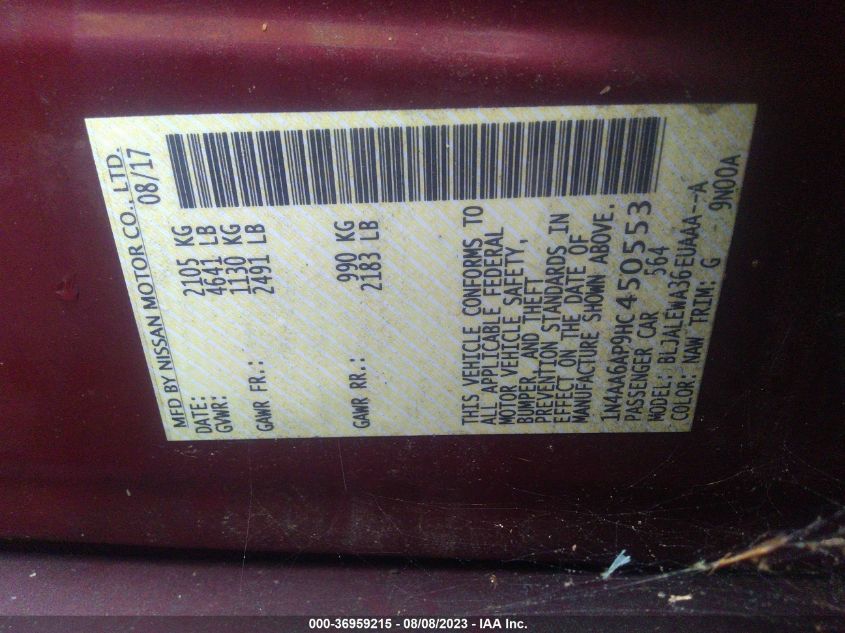 MFD BY NISSAN MOTOR CO., LTD.
DATE: 08/17
GVWR: 2105 KG
4641 LB
GAWR FR.: 1130 KG
2491 LB
GAWR RR.: 990 KG
2183 LB
THIS VEHICLE CONFORMS TO
ALL APPLICABLE FEDERAL
MOTOR VEHICLE SAFETY,
BUMPER, AND THEFT
PREVENTION STANDARDS IN
EFFECT ON THE DATE OF
MANUFACTURE SHOWN ABOVE.
1N4AA6AP9HC450553
PASSENGER CAR 564
MODEL: BLJALEWA36EUAAA--A
COLOR: NAW TRIM: G 9N00A
000-36959215 - 08/08/2023 - IAA Inc.